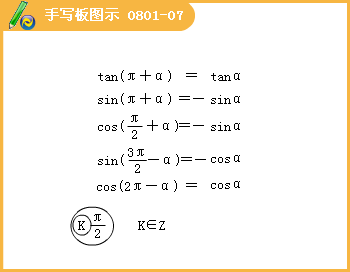 手写板图示 0801-07
tan(π+α) = tanα
sin(π+α)=-sinα
cos(π/2+α)=-sinα
sin(3π/2-α)=-cosα
cos(2π-α) = cosα
K π/2 K∈Z